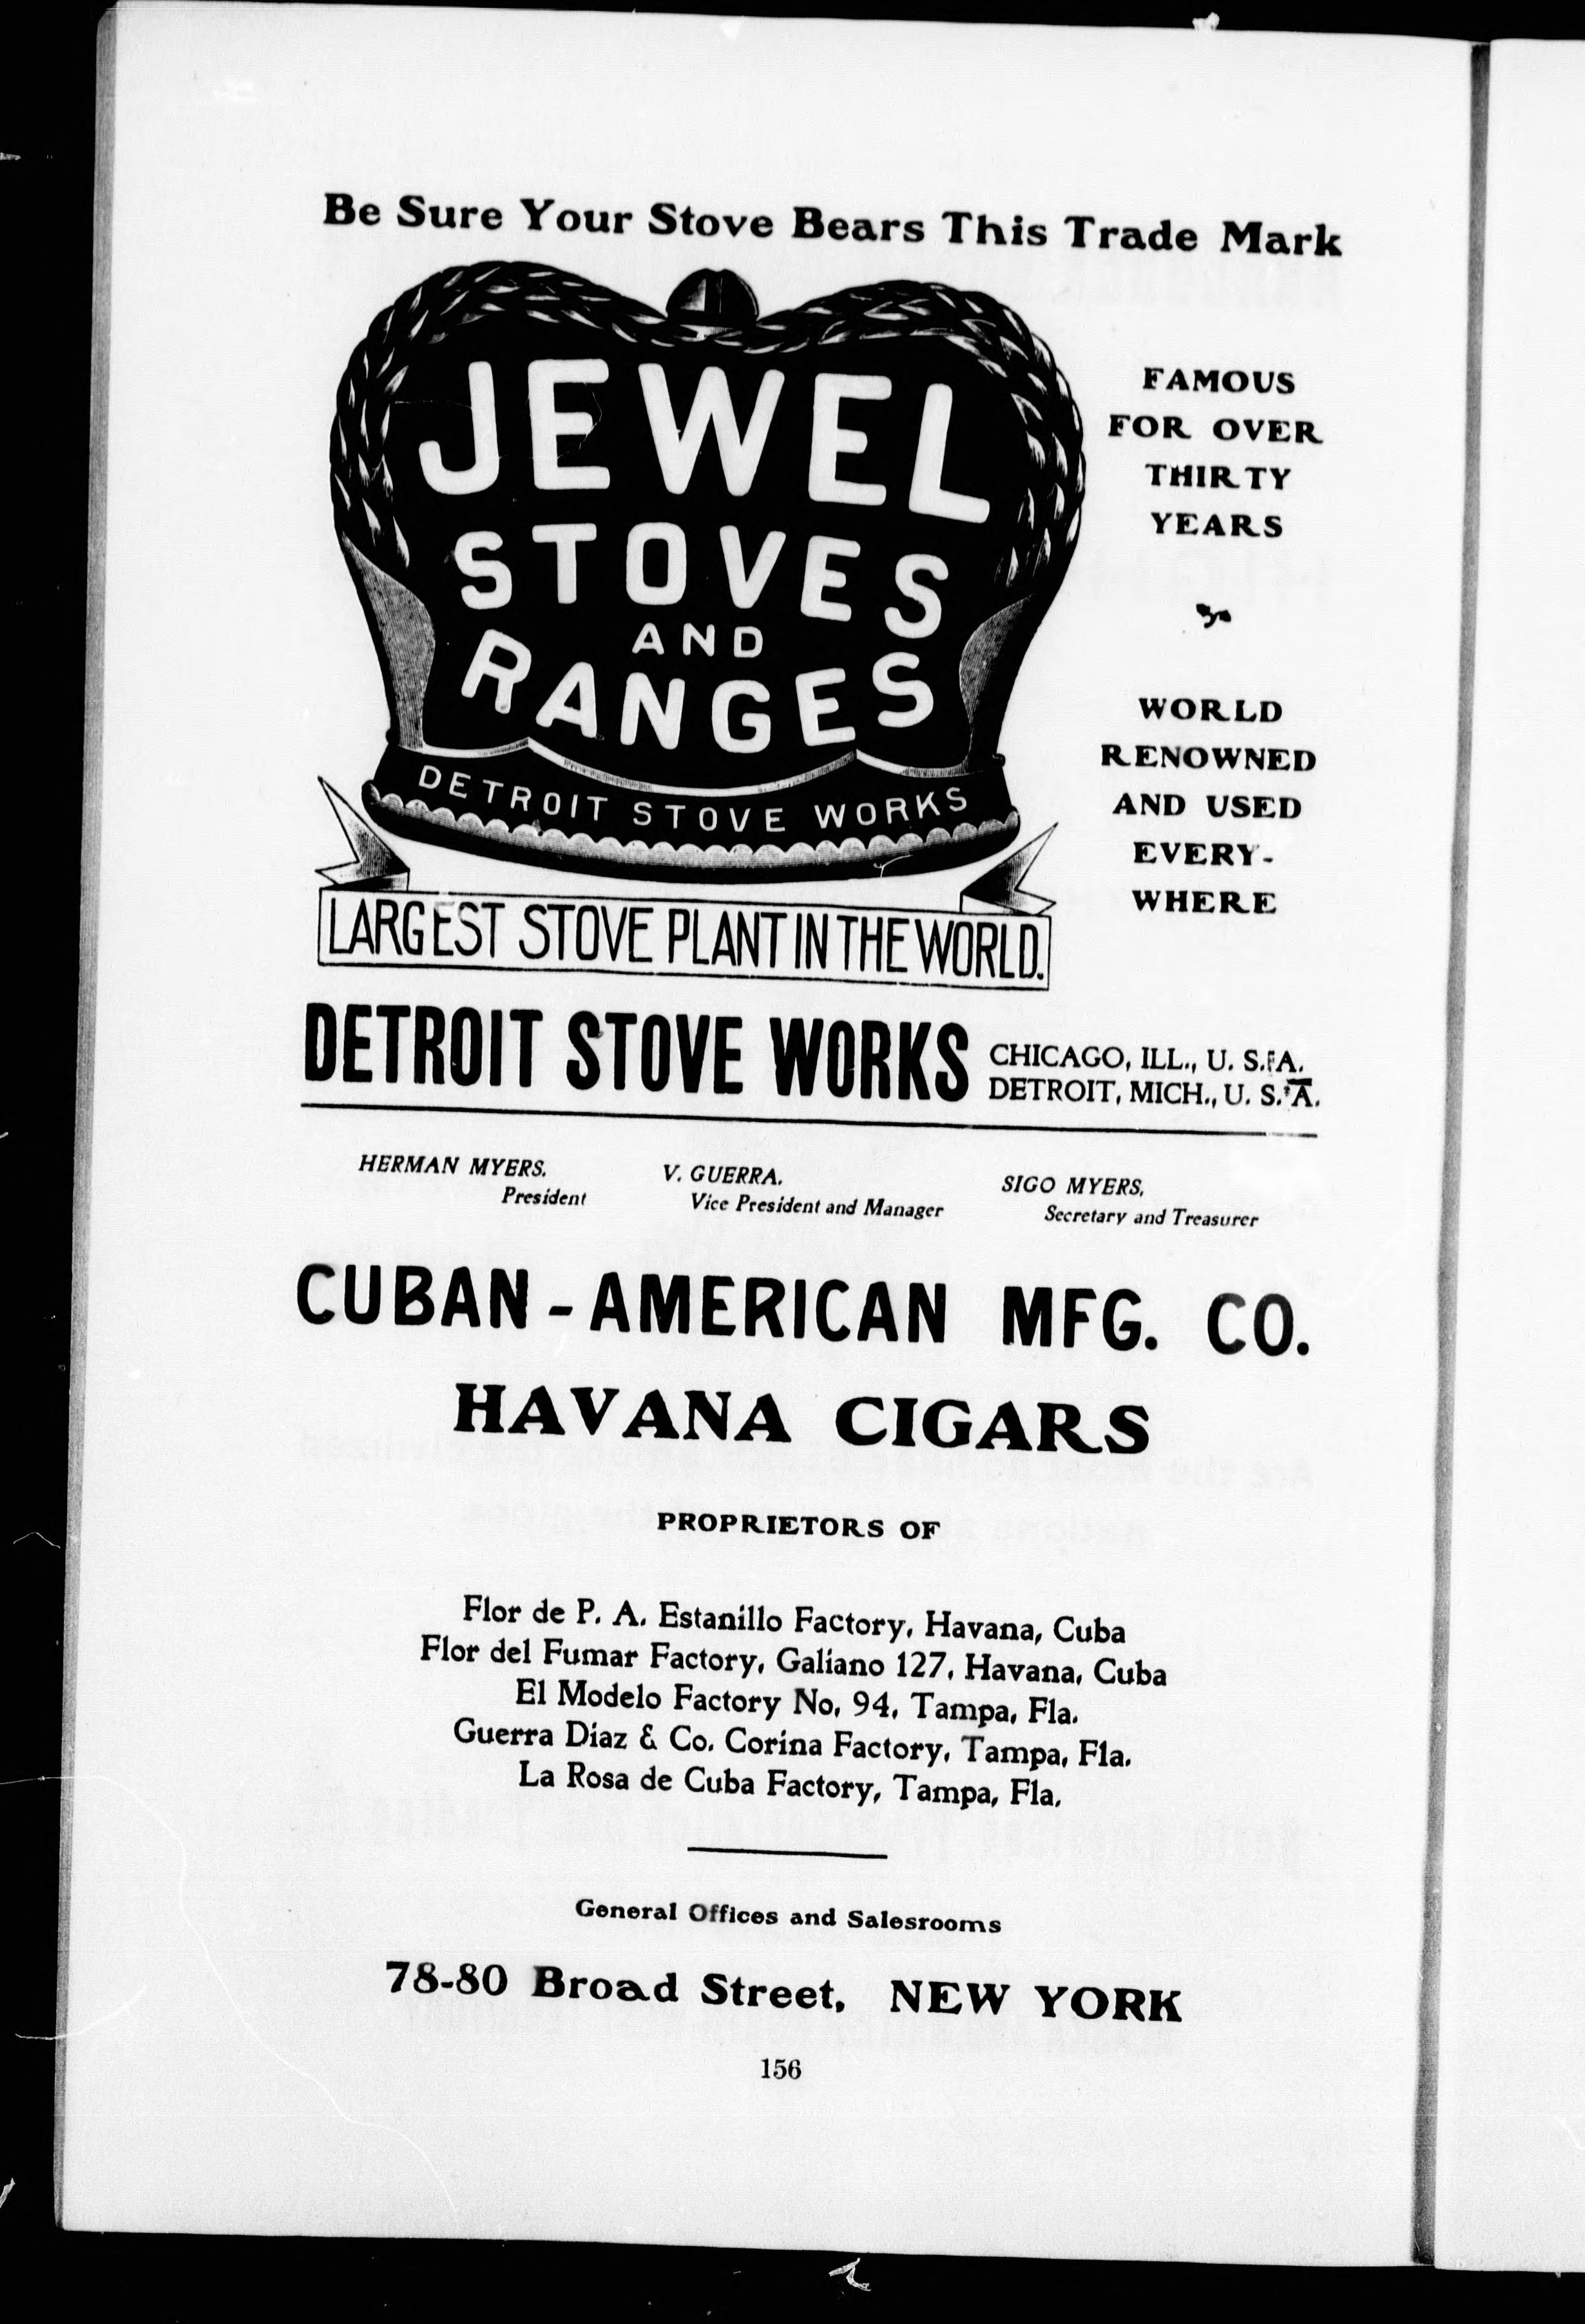 Be Sure Your Stove Bears This Trade Mark
JEWEL
STOVES
AND
RANGES
DETROIT STOVE WORKS
LARGEST STOVE PLANT IN THE WORLD.
FAMOUS
FOR OVER
THIRTY
YEARS
WORLD
RENOWNED
AND USED
EVERY-
WHERE
DETROIT STOVE WORKS
CHICAGO, ILL., U. S. A.
DETROIT, MICH., U. S. A.
HERMAN MYERS.
President
V. GUERRA.
Vice President and Manager
SIGO MYERS,
Secretary and Treasurer
CUBAN-AMERICAN MFG. CO.
HAVANA CIGARS
PROPRIETORS OF
Flor de P. A. Estanillo Factory, Havana, Cuba
Flor del Fumar Factory, Galiano 127, Havana, Cuba
El Modelo Factory No. 94, Tampa, Fla.
Guerra Diaz & Co. Corina Factory, Tampa, Fla.
La Rosa de Cuba Factory, Tampa, Fla.
General Offices and Salesrooms
78-80 Broad Street, NEW YORK
156